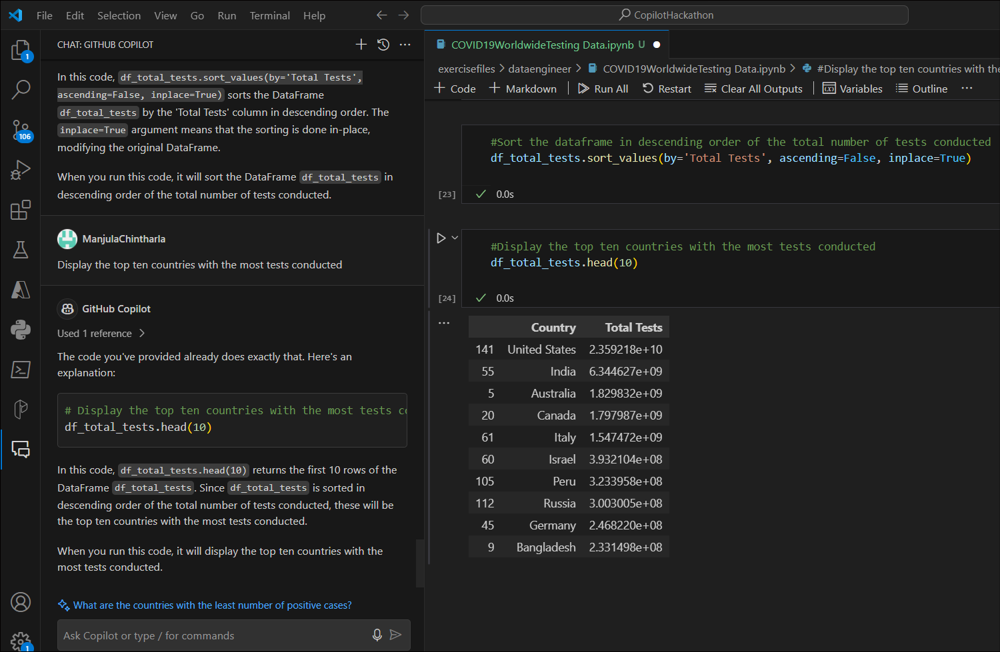 File Edit Selection View Go Run Terminal Help
CopilotHackathon
1
106
1
CHAT: GITHUB COPILOT
In this code, df_total_tests.sort_values(by='Total Tests',
ascending=False, inplace=True) sorts the DataFrame
df_total_tests by the 'Total Tests' column in descending order. The
inplace=True argument means that the sorting is done in-place,
modifying the original DataFrame.
When you run this code, it will sort the DataFrame df_total_tests in
descending order of the total number of tests conducted.
ManjulaChintharla
Display the top ten countries with the most tests conducted
GitHub Copilot
Used 1 reference >
The code you've provided already does exactly that. Here's an
explanation:
# Display the top ten countries with the most tests c
df_total_tests.head(10)
In this code, df_total_tests.head(10) returns the first 10 rows of the
DataFrame df_total_tests. Since df_total_tests is sorted in
descending order of the total number of tests conducted, these will be
the top ten countries with the most tests conducted.
When you run this code, it will display the top ten countries with the
most tests conducted.
What are the countries with the least number of positive cases?
Ask Copilot or type / for commands
COVID19WorldwideTesting Data.ipynb U
exercisefiles > dataengineer > COVID19WorldwideTesting Data.ipynb > #Display the top ten countries with the
+ Code + Markdown | Run All Restart Clear All Outputs | Variables Outline ...
#Sort the dataframe in descending order of the total number of tests conducted
df_total_tests.sort_values(by='Total Tests', ascending=False, inplace=True)
[23] 0.0s
#Display the top ten countries with the most tests conducted
df_total_tests.head(10)
[24] 0.0s
Country Total Tests
141 United States 2.359218e+10
55 India 6.344627e+09
5 Australia 1.829832e+09
20 Canada 1.797987e+09
61 Italy 1.547472e+09
60 Israel 3.932104e+08
105 Peru 3.233958e+08
112 Russia 3.003005e+08
45 Germany 2.468220e+08
9 Bangladesh 2.331498e+08